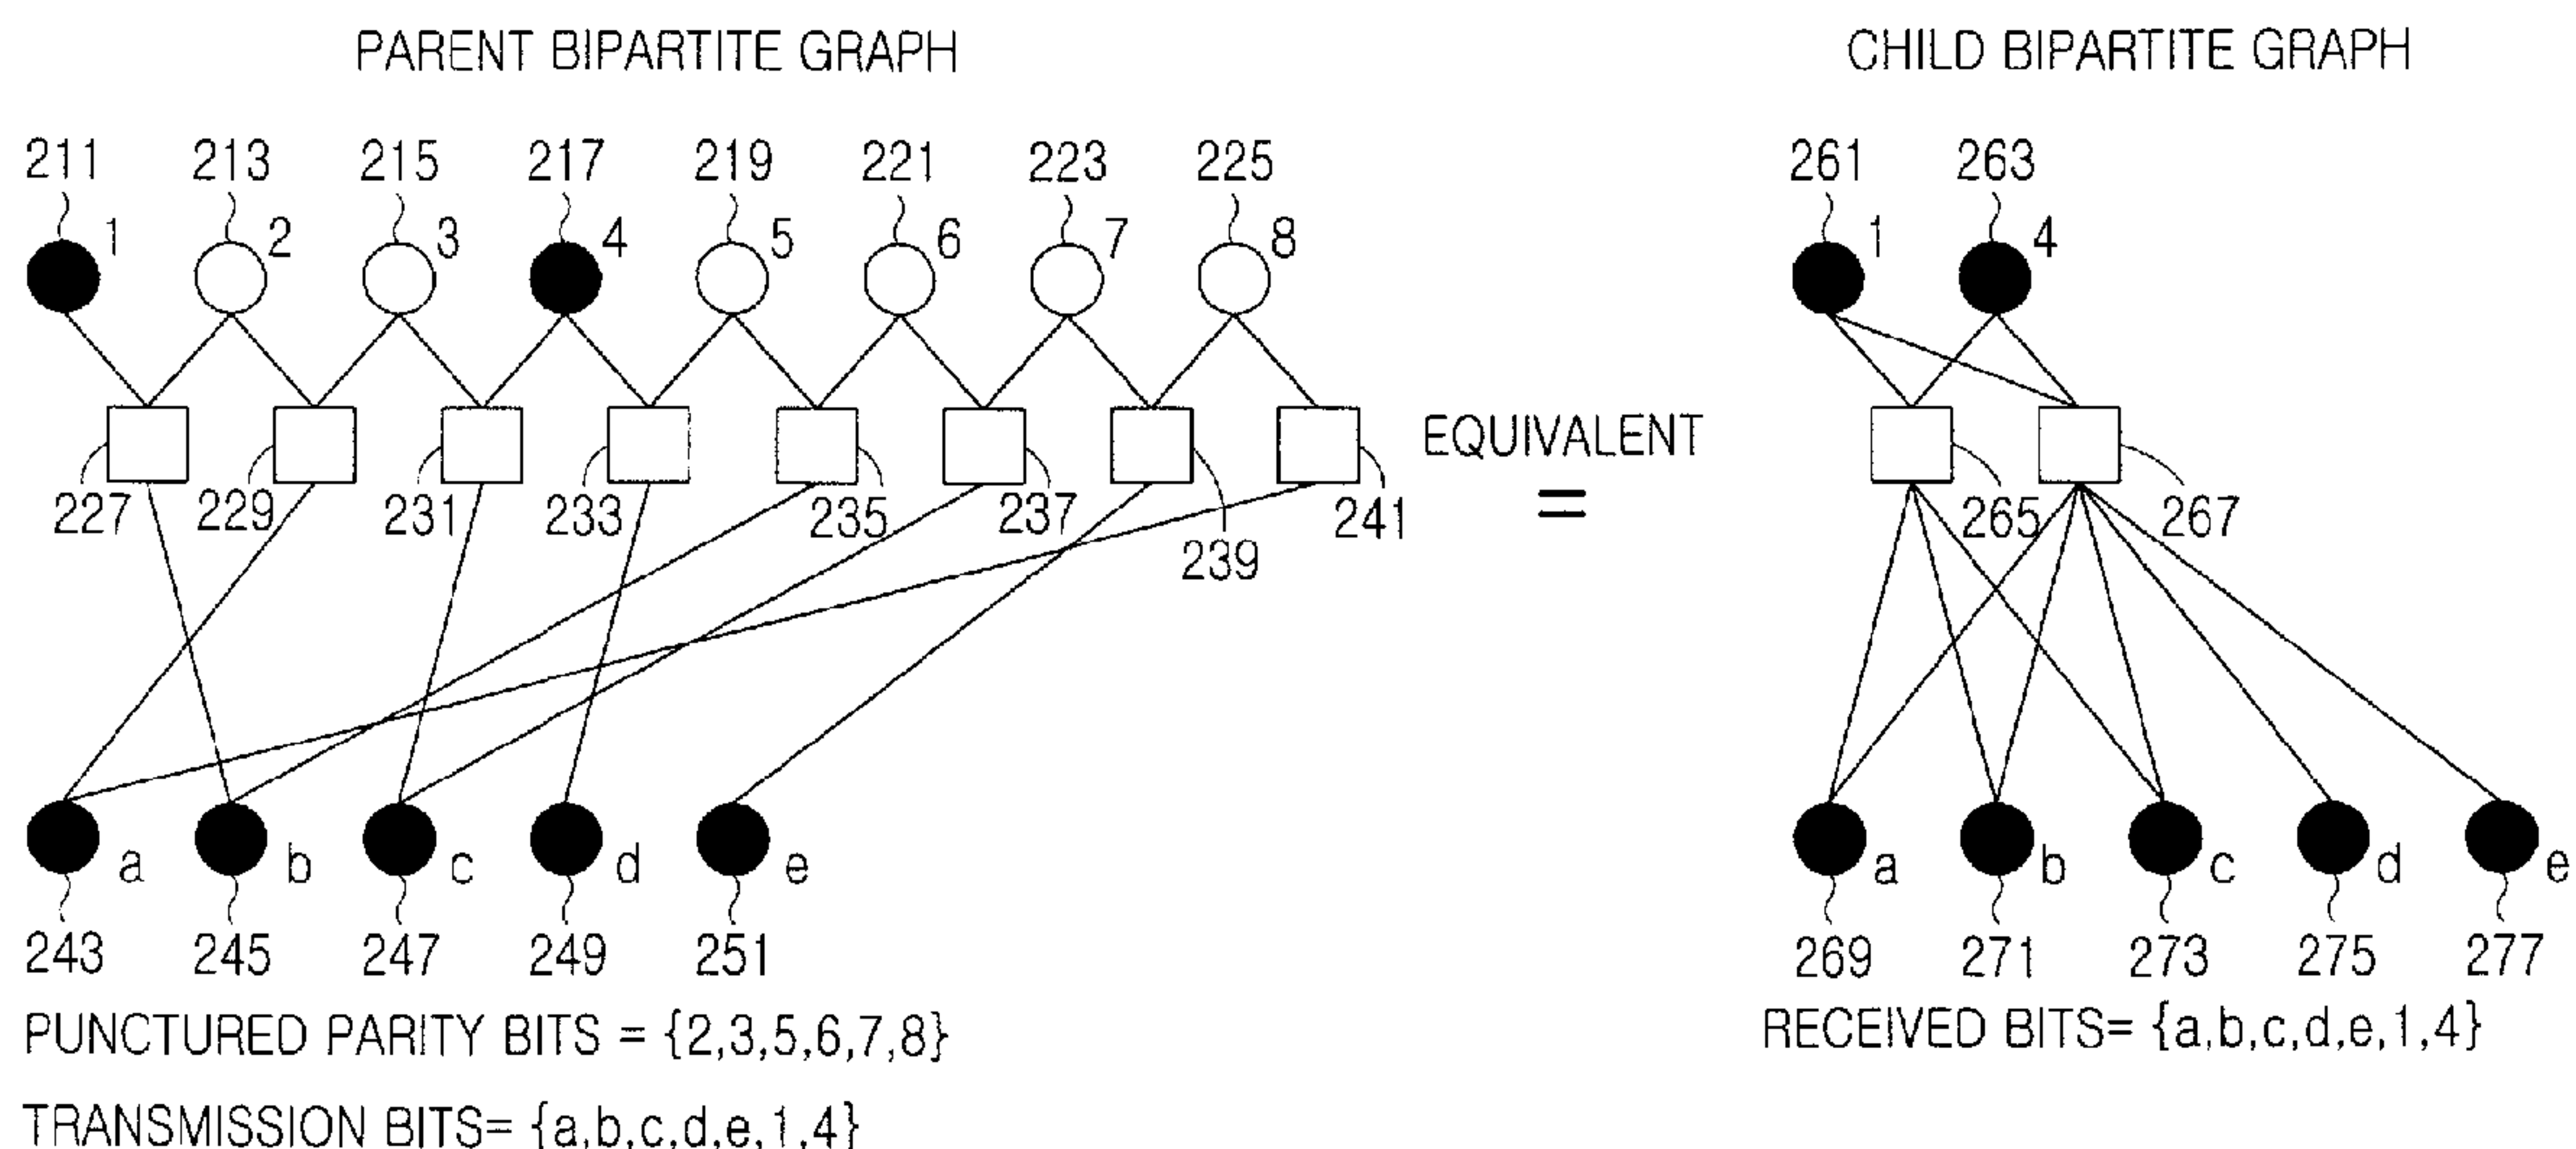 PARENT BIPARTITE GRAPH
CHILD BIPARTITE GRAPH
211 213 215 217 219 221 223 225
261 263
1 2 3 4 5 6 7 8
1 4
EQUIVALENT
=
227 229 231 233 235 237 239 241
265 267
a b c d e
a b c d e
243 245 247 249 251
269 271 273 275 277
PUNCTURED PARITY BITS = {2,3,5,6,7,8}
RECEIVED BITS= {a,b,c,d,e,1,4}
TRANSMISSION BITS= {a,b,c,d,e,1,4}